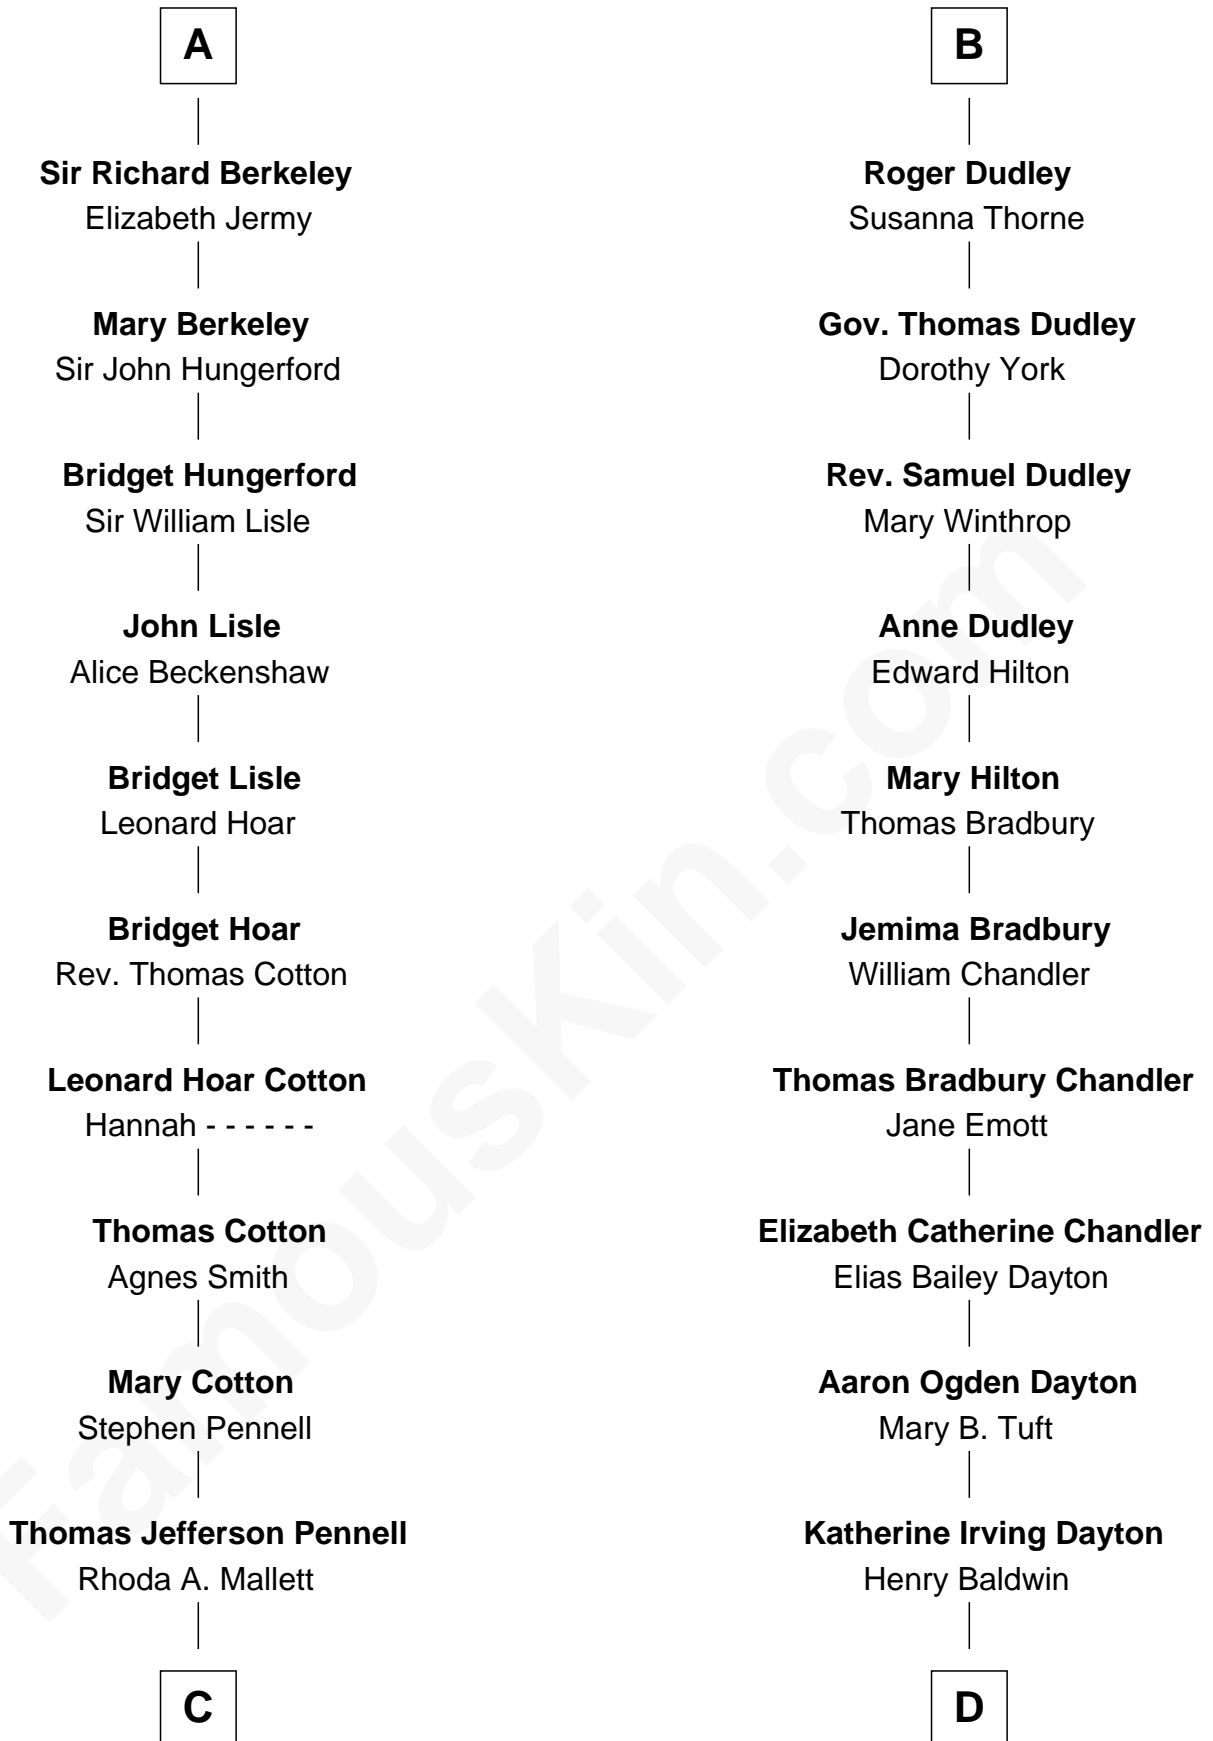 A
Sir Richard Berkeley
Elizabeth Jermy
Mary Berkeley
Sir John Hungerford
Bridget Hungerford
Sir William Lisle
John Lisle
Alice Beckenshaw
Bridget Lisle
Leonard Hoar
Bridget Hoar
Rev. Thomas Cotton
Leonard Hoar Cotton
Hannah - - - - - -
Thomas Cotton
Agnes Smith
Mary Cotton
Stephen Pennell
Thomas Jefferson Pennell
Rhoda A. Mallett
C
B
Roger Dudley
Susanna Thorne
Gov. Thomas Dudley
Dorothy York
Rev. Samuel Dudley
Mary Winthrop
Anne Dudley
Edward Hilton
Mary Hilton
Thomas Bradbury
Jemima Bradbury
William Chandler
Thomas Bradbury Chandler
Jane Emott
Elizabeth Catherine Chandler
Elias Bailey Dayton
Aaron Ogden Dayton
Mary B. Tuft
Katherine Irving Dayton
Henry Baldwin
D
FamousKin.com